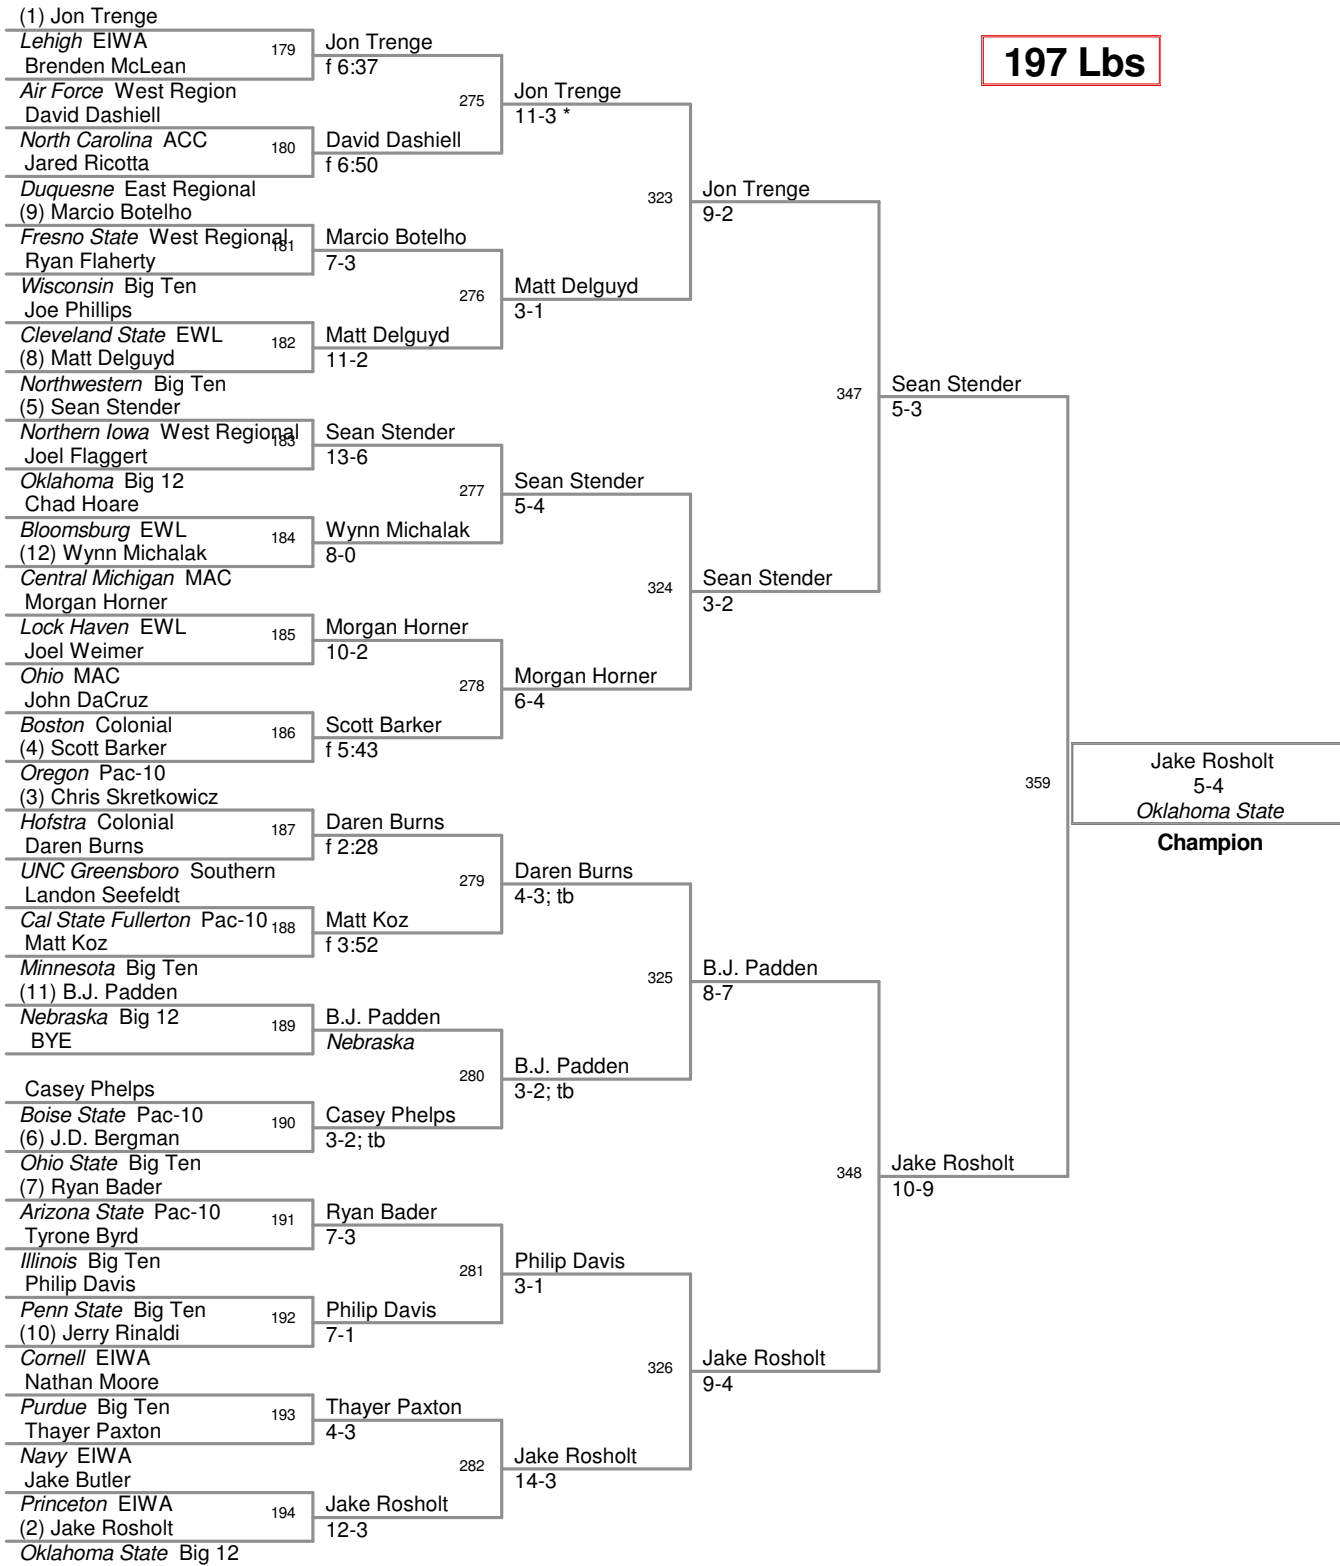 197 Lbs
(1) Jon Trenge
Lehigh EIWA
Brenden McLean
Air Force West Region
David Dashiell
North Carolina ACC
Jared Ricotta
Duquesne East Regional
(9) Marcio Botelho
Fresno State West Regional
Ryan Flaherty
Wisconsin Big Ten
Joe Phillips
Cleveland State EWL
(8) Matt Delguyd
Northwestern Big Ten
(5) Sean Stender
Northern Iowa West Regional
Joel Flaggert
Oklahoma Big 12
Chad Hoare
Bloomsburg EWL
(12) Wynn Michalak
Central Michigan MAC
Morgan Horner
Lock Haven EWL
Joel Weimer
Ohio MAC
John DaCruz
Boston Colonial
(4) Scott Barker
Oregon Pac-10
(3) Chris Skretkowicz
Hofstra Colonial
Daren Burns
UNC Greensboro Southern
Landon Seefeldt
Cal State Fullerton Pac-10
Matt Koz
Minnesota Big Ten
(11) B.J. Padden
Nebraska Big 12
BYE
Casey Phelps
Boise State Pac-10
(6) J.D. Bergman
Ohio State Big Ten
(7) Ryan Bader
Arizona State Pac-10
Tyrone Byrd
Illinois Big Ten
Philip Davis
Penn State Big Ten
(10) Jerry Rinaldi
Cornell EIWA
Nathan Moore
Purdue Big Ten
Thayer Paxton
Navy EIWA
Jake Butler
Princeton EIWA
(2) Jake Rosholt
Oklahoma State Big 12
179
Jon Trenge
f 6:37
180
David Dashiell
f 6:50
181
Marcio Botelho
7-3
182
Matt Delguyd
11-2
183
Sean Stender
13-6
184
Wynn Michalak
8-0
185
Morgan Horner
10-2
186
Scott Barker
f 5:43
187
Daren Burns
f 2:28
188
Matt Koz
f 3:52
189
B.J. Padden
Nebraska
190
Casey Phelps
3-2; tb
191
Ryan Bader
7-3
192
Philip Davis
7-1
193
Thayer Paxton
4-3
194
Jake Rosholt
12-3
275
Jon Trenge
11-3 *
276
Matt Delguyd
3-1
277
Sean Stender
5-4
278
Morgan Horner
6-4
279
Daren Burns
4-3; tb
280
B.J. Padden
3-2; tb
281
Philip Davis
3-1
282
Jake Rosholt
14-3
323
Jon Trenge
9-2
324
Sean Stender
3-2
325
B.J. Padden
8-7
326
Jake Rosholt
9-4
347
Sean Stender
5-3
348
Jake Rosholt
10-9
359
Jake Rosholt
5-4
Oklahoma State
Champion